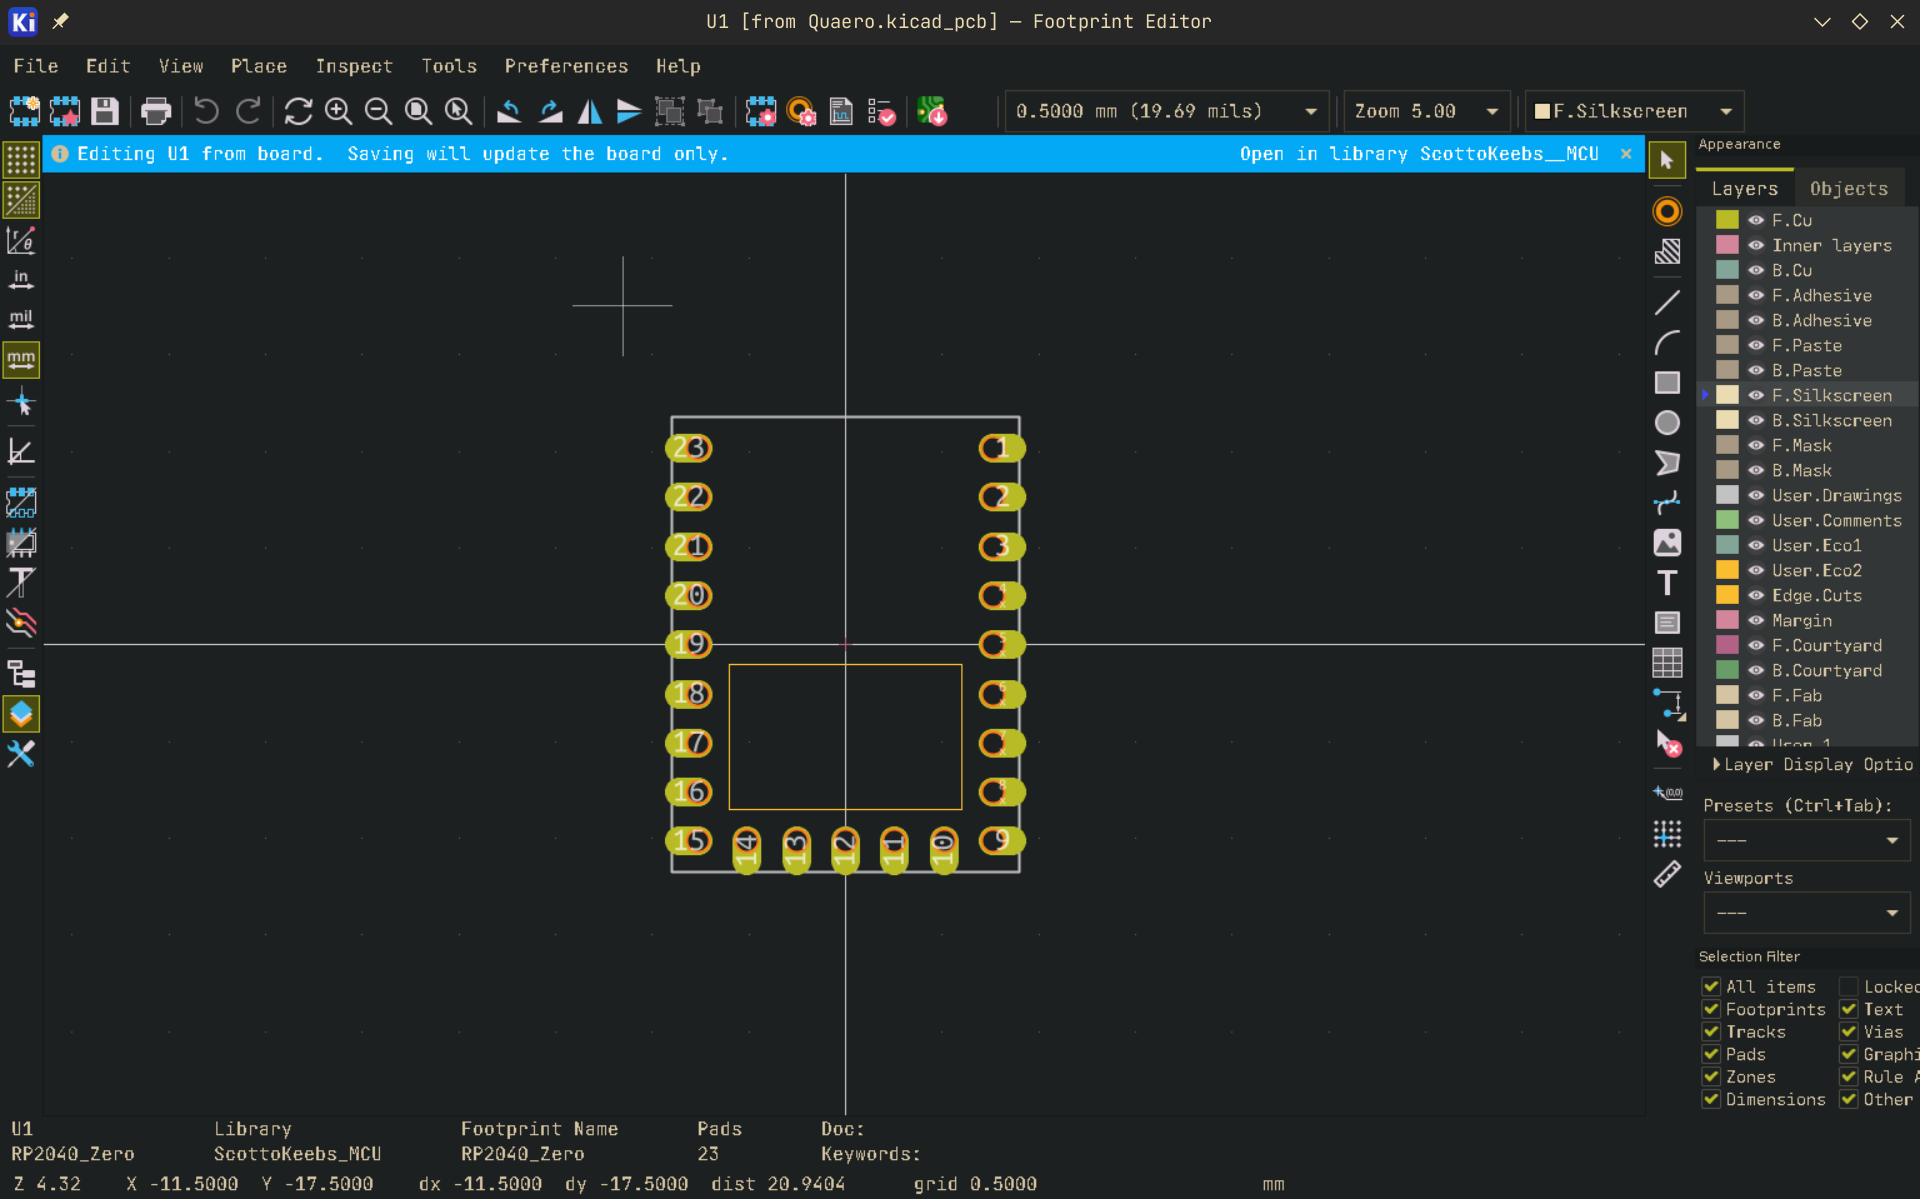 Ki U1 [from Quaero.kicad_pcb] — Footprint Editor
File Edit View Place Inspect Tools Preferences Help
0.5000 mm (19.69 mils) Zoom 5.00 F.Silkscreen
Editing U1 from board. Saving will update the board only. Open in library ScottoKeebs_MCU
in
mil
mm
23 1
22 2
21 3
20 4 x
19 5 x
18 6 x
17 7 x
16 8 x
15 14 13 12 11 10 9
Appearance
Layers Objects
F.Cu
Inner layers
B.Cu
F.Adhesive
B.Adhesive
F.Paste
B.Paste
F.Silkscreen
B.Silkscreen
F.Mask
B.Mask
User.Drawings
User.Comments
User.Eco1
User.Eco2
Edge.Cuts
Margin
F.Courtyard
B.Courtyard
F.Fab
B.Fab
User.1
Layer Display Optio
Presets (Ctrl+Tab):
---
Viewports
---
Selection Filter
All items Locked
Footprints Text
Tracks Vias
Pads Graphi
Zones Rule A
Dimensions Other
U1 Library Footprint Name Pads Doc:
RP2040_Zero ScottoKeebs_MCU RP2040_Zero 23 Keywords:
Z 4.32 X -11.5000 Y -17.5000 dx -11.5000 dy -17.5000 dist 20.9404 grid 0.5000 mm